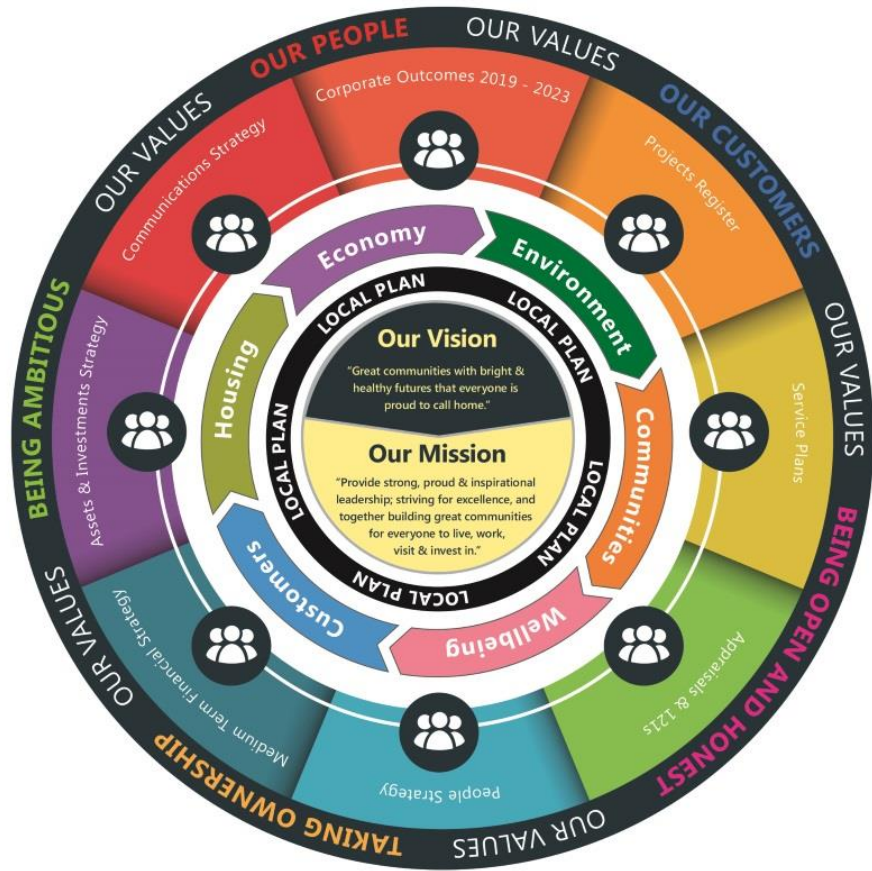 OUR PEOPLE
OUR VALUES
OUR CUSTOMERS
OUR VALUES
BEING OPEN AND HONEST
OUR VALUES
TAKING OWNERSHIP
OUR VALUES
BEING AMBITIOUS
OUR VALUES
Corporate Outcomes 2019 - 2023
Projects Register
Service Plans
Appraisals & 121s
People Strategy
Medium Term Financial Strategy
Assets & Investments Strategy
Communications Strategy
Economy
Environment
Communities
Wellbeing
Customers
Housing
LOCAL PLAN
LOCAL PLAN
LOCAL PLAN
LOCAL PLAN
LOCAL PLAN
Our Vision
"Great communities with bright &
healthy futures that everyone is
proud to call home."
Our Mission
"Provide strong, proud & inspirational
leadership; striving for excellence, and
together building great communities
for everyone to live, work,
visit & invest in."